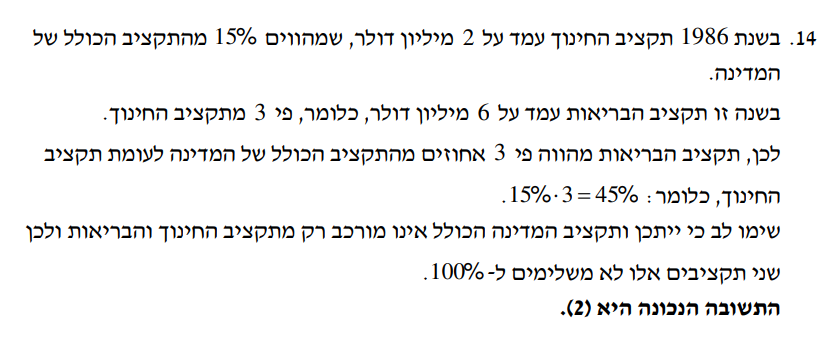 14. בשנת 1986 תקציב החינוך עמד על 2 מיליון דולר, שמהווים 15% מהתקציב הכולל של
המדינה.
בשנה זו תקציב הבריאות עמד על 6 מיליון דולר, כלומר, פי 3 מתקציב החינוך.
לכן, תקציב הבריאות מהווה פי 3 אחוזים מהתקציב הכולל של המדינה לעומת תקציב
החינוך, כלומר: 15%·3=45%.
שימו לב כי ייתכן ותקציב המדינה הכולל אינו מורכב רק מתקציב החינוך והבריאות ולכן
שני תקציבים אלו לא משלימים ל-100%.
התשובה הנכונה היא (2).